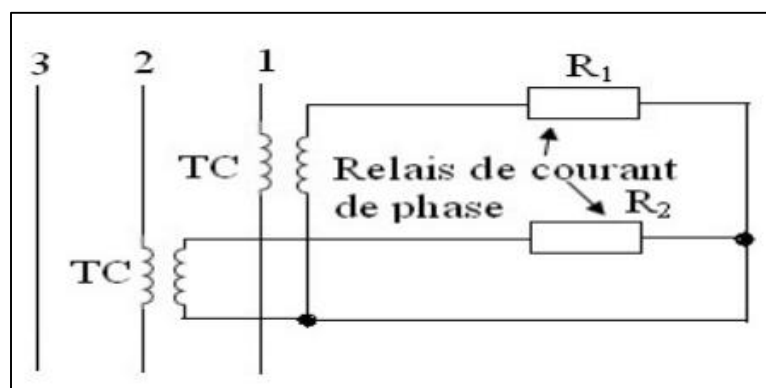 3 2 1
R₁
TC
Relais de courant
de phase
R₂
TC